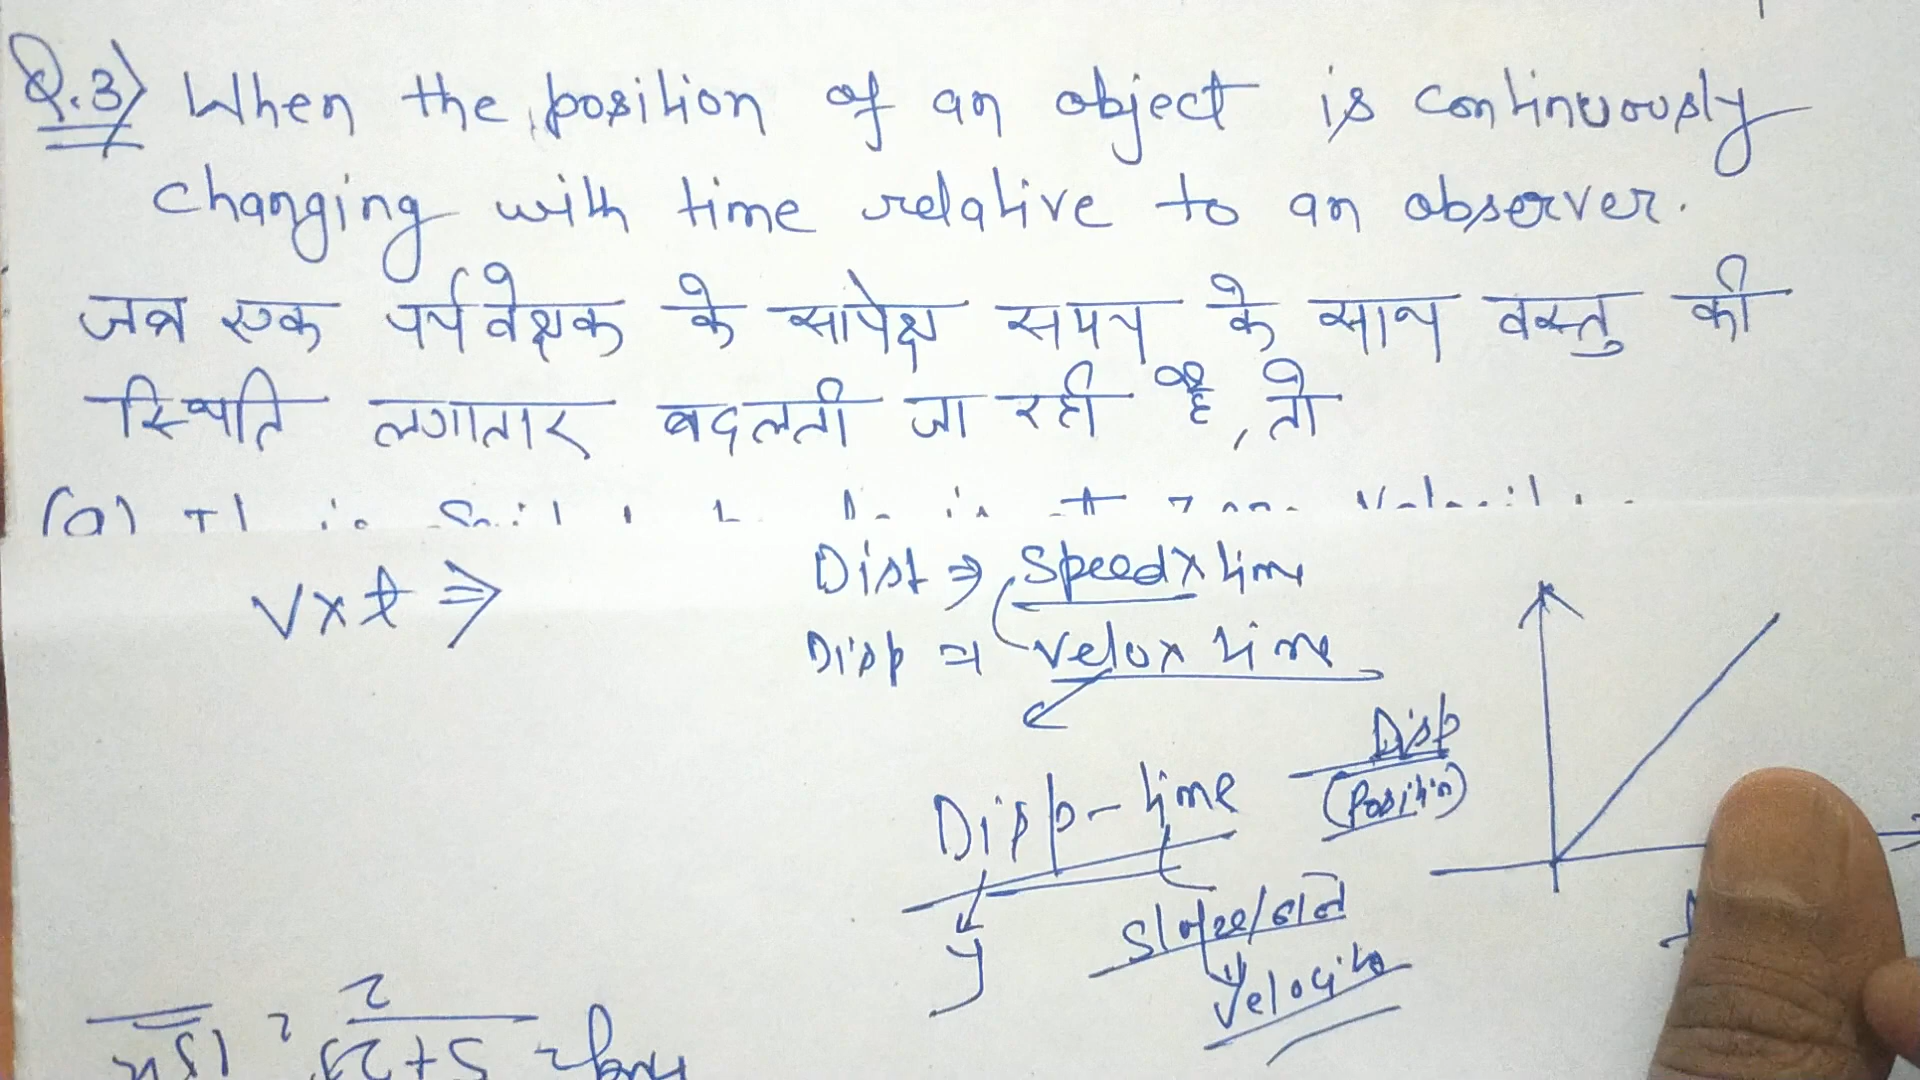 Q.3) When the position of an object is continuously
changing with time relative to an observer.
जब एक पर्यवेक्षक के सापेक्ष समय के साथ वस्तु की
स्थिति लगातार बदलती जा रही है, तो
(a)
v x t ⇒
Dist ⇒ Speed x time
Disp = Velo x time
Disp
(Position)
Disp - time
y
Slope/ढाल
Velocity